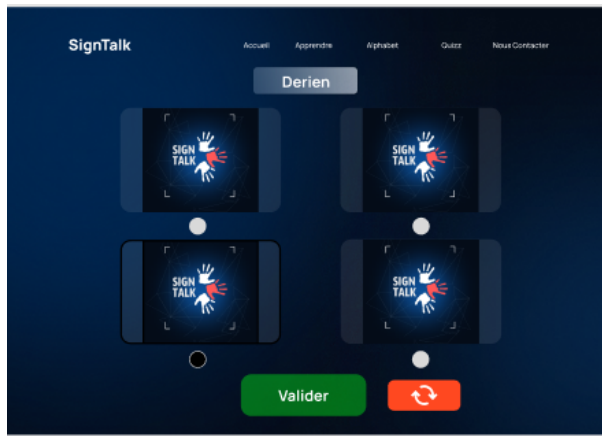 SignTalk
Accueil Apprendre Alphabet Quizz Nous Contacter
Derien
SIGN
TALK
SIGN
TALK
SIGN
TALK
SIGN
TALK
Valider